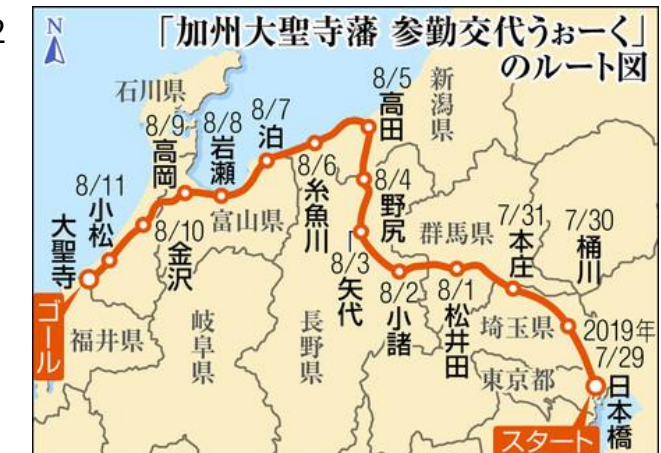 2
N
「加州大聖寺藩 参勤交代うぉーく」
のルート図
石川県
新潟県
8/5
高田
8/7
泊
8/8
岩瀬
8/9
高岡
8/6
糸魚川
8/4
野尻
8/11
小松
大聖寺
富山県
群馬県
7/31
本庄
7/30
桶川
8/10
金沢
8/3
矢代
8/2
小諸
8/1
松井田
ゴール
福井県
岐阜県
長野県
埼玉県
2019年
7/29
日本橋
東京都
スタート